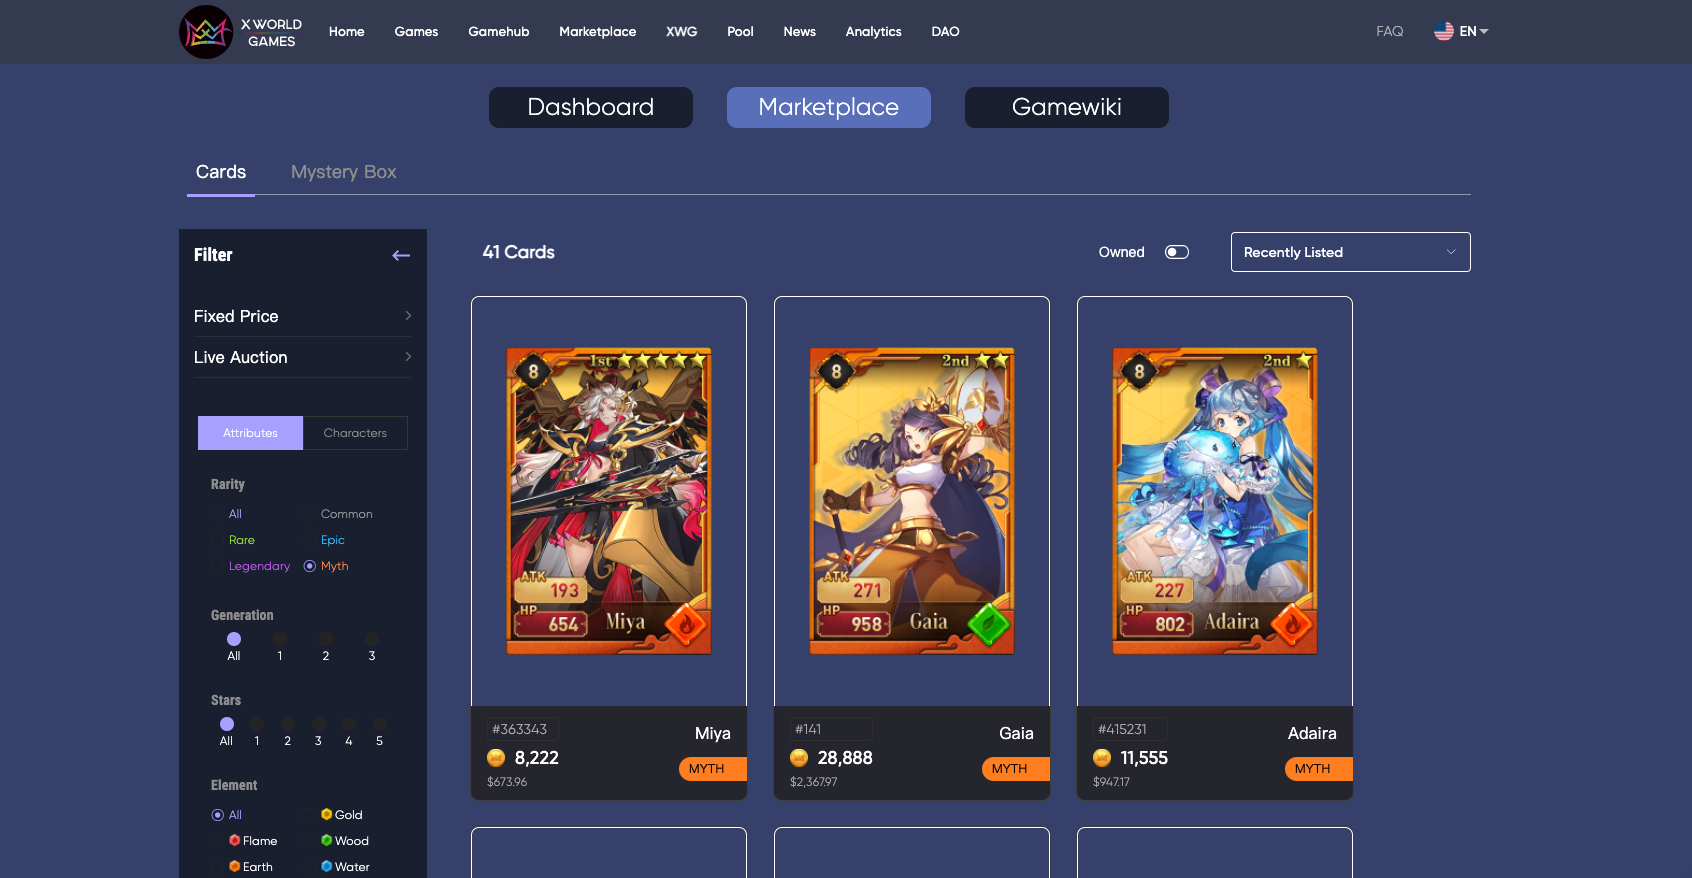 X WORLD
GAMES
Home Games Gamehub Marketplace XWG Pool News Analytics DAO FAQ EN
Dashboard Marketplace Gamewiki
Cards Mystery Box
Filter
Fixed Price
Live Auction
Attributes Characters
Rarity
All Common
Rare Epic
Legendary Myth
Generation
All 1 2 3
Stars
All 1 2 3 4 5
Element
All Gold
Flame Wood
Earth Water
41 Cards Owned Recently Listed
8 1st
ATK 193
HP 654 Miya
#363343 Miya
8,222
$673.96 MYTH
8 2nd
ATK 271
HP 958 Gaia
#141 Gaia
28,888
$2,367.97 MYTH
8 2nd
ATK 227
HP 802 Adaira
#415231 Adaira
11,555
$947.17 MYTH